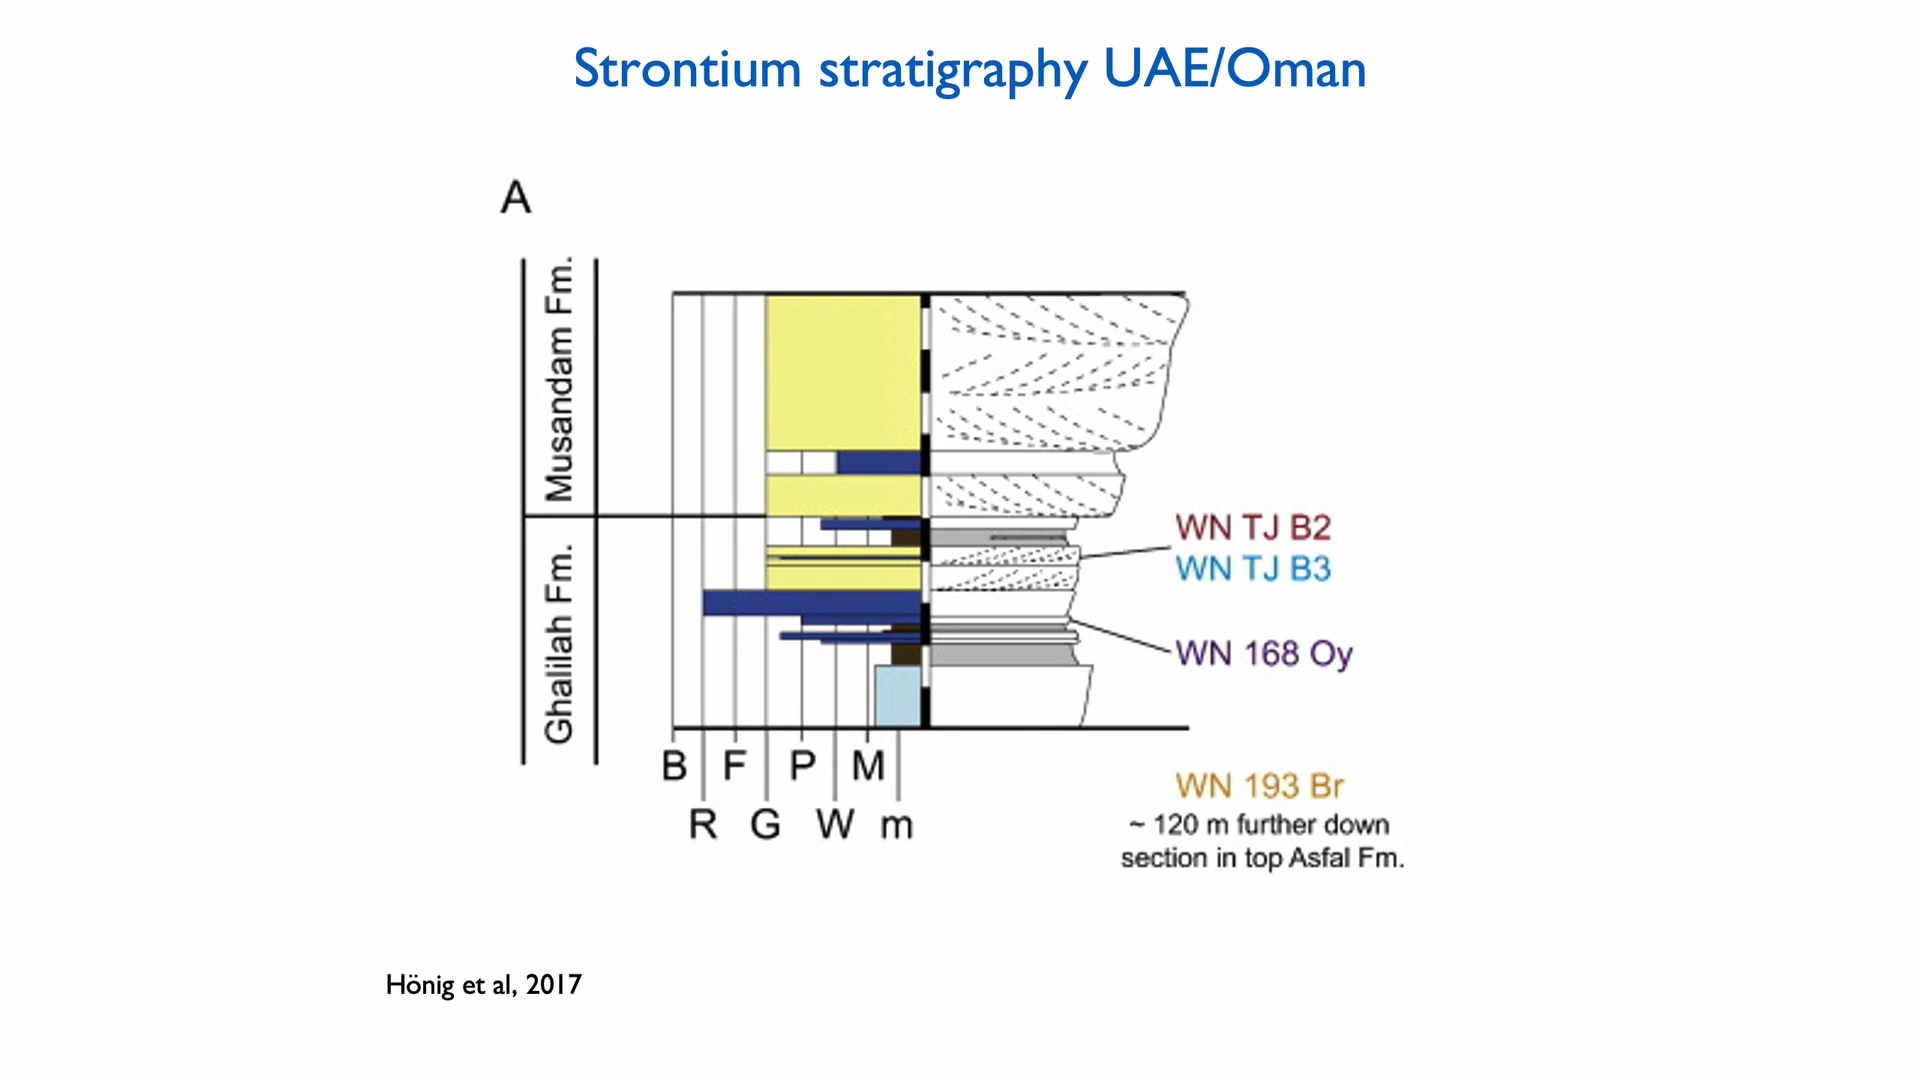 Strontium stratigraphy UAE/Oman
A
Musandam Fm.
Ghalilah Fm.
WN TJ B2
WN TJ B3
WN 168 Oy
B F P M
R G W m
WN 193 Br
~ 120 m further down
section in top Asfal Fm.
Hönig et al, 2017